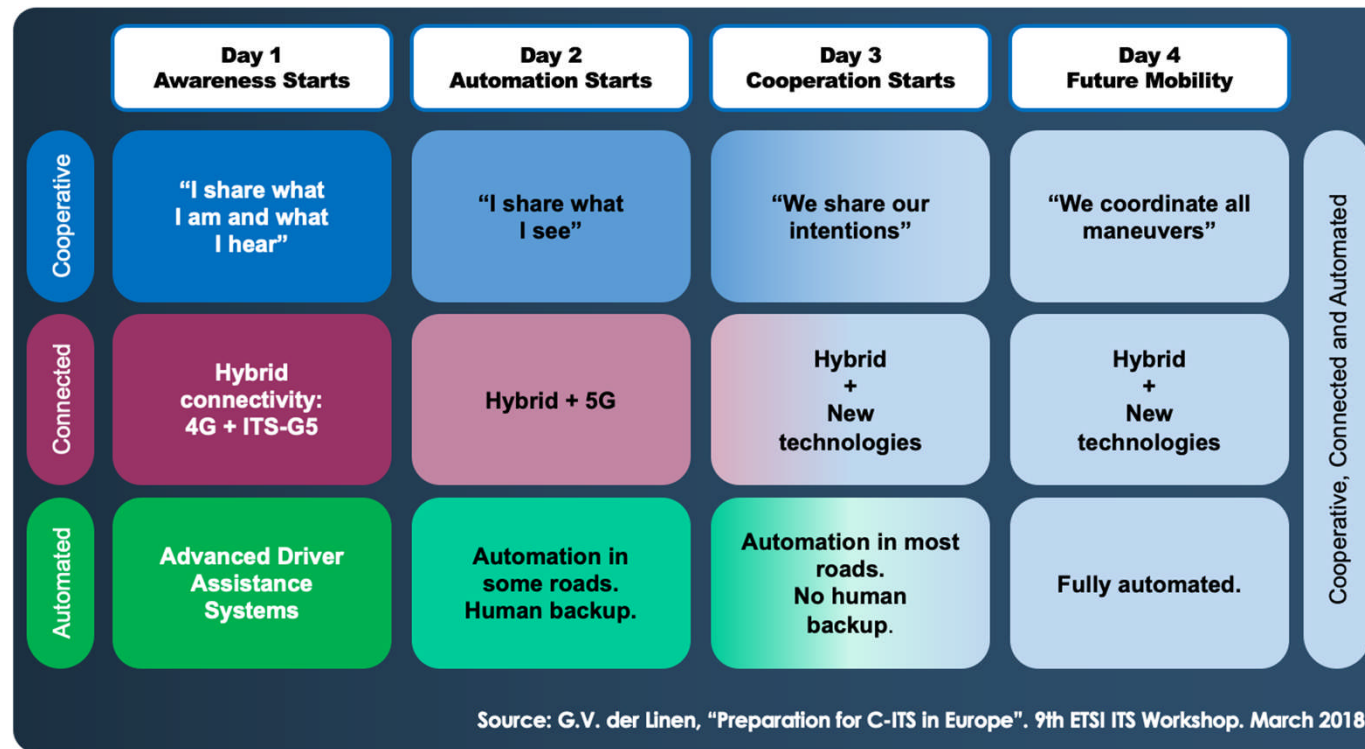 Day 1
Awareness Starts
Day 2
Automation Starts
Day 3
Cooperation Starts
Day 4
Future Mobility
Cooperative
“I share what
I am and what
I hear”
“I share what
I see”
“We share our
intentions”
“We coordinate all
maneuvers”
Connected
Hybrid
connectivity:
4G + ITS-G5
Hybrid + 5G
Hybrid
+
New
technologies
Hybrid
+
New
technologies
Automated
Advanced Driver
Assistance
Systems
Automation in
some roads.
Human backup.
Automation in most
roads.
No human
backup.
Fully automated.
Cooperative, Connected and Automated
Source: G.V. der Linen, “Preparation for C-ITS in Europe”. 9th ETSI ITS Workshop. March 2018